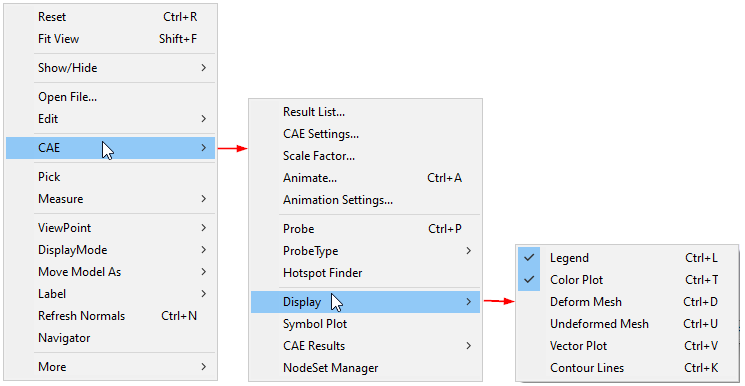 Reset Ctrl+R
Fit View Shift+F
Show/Hide
Open File...
Edit
CAE
Pick
Measure
ViewPoint
DisplayMode
Move Model As
Label
Refresh Normals Ctrl+N
Navigator
More
Result List...
CAE Settings...
Scale Factor...
Animate... Ctrl+A
Animation Settings...
Probe Ctrl+P
ProbeType
Hotspot Finder
Display
Symbol Plot
CAE Results
NodeSet Manager
Legend Ctrl+L
Color Plot Ctrl+T
Deform Mesh Ctrl+D
Undeformed Mesh Ctrl+U
Vector Plot Ctrl+V
Contour Lines Ctrl+K